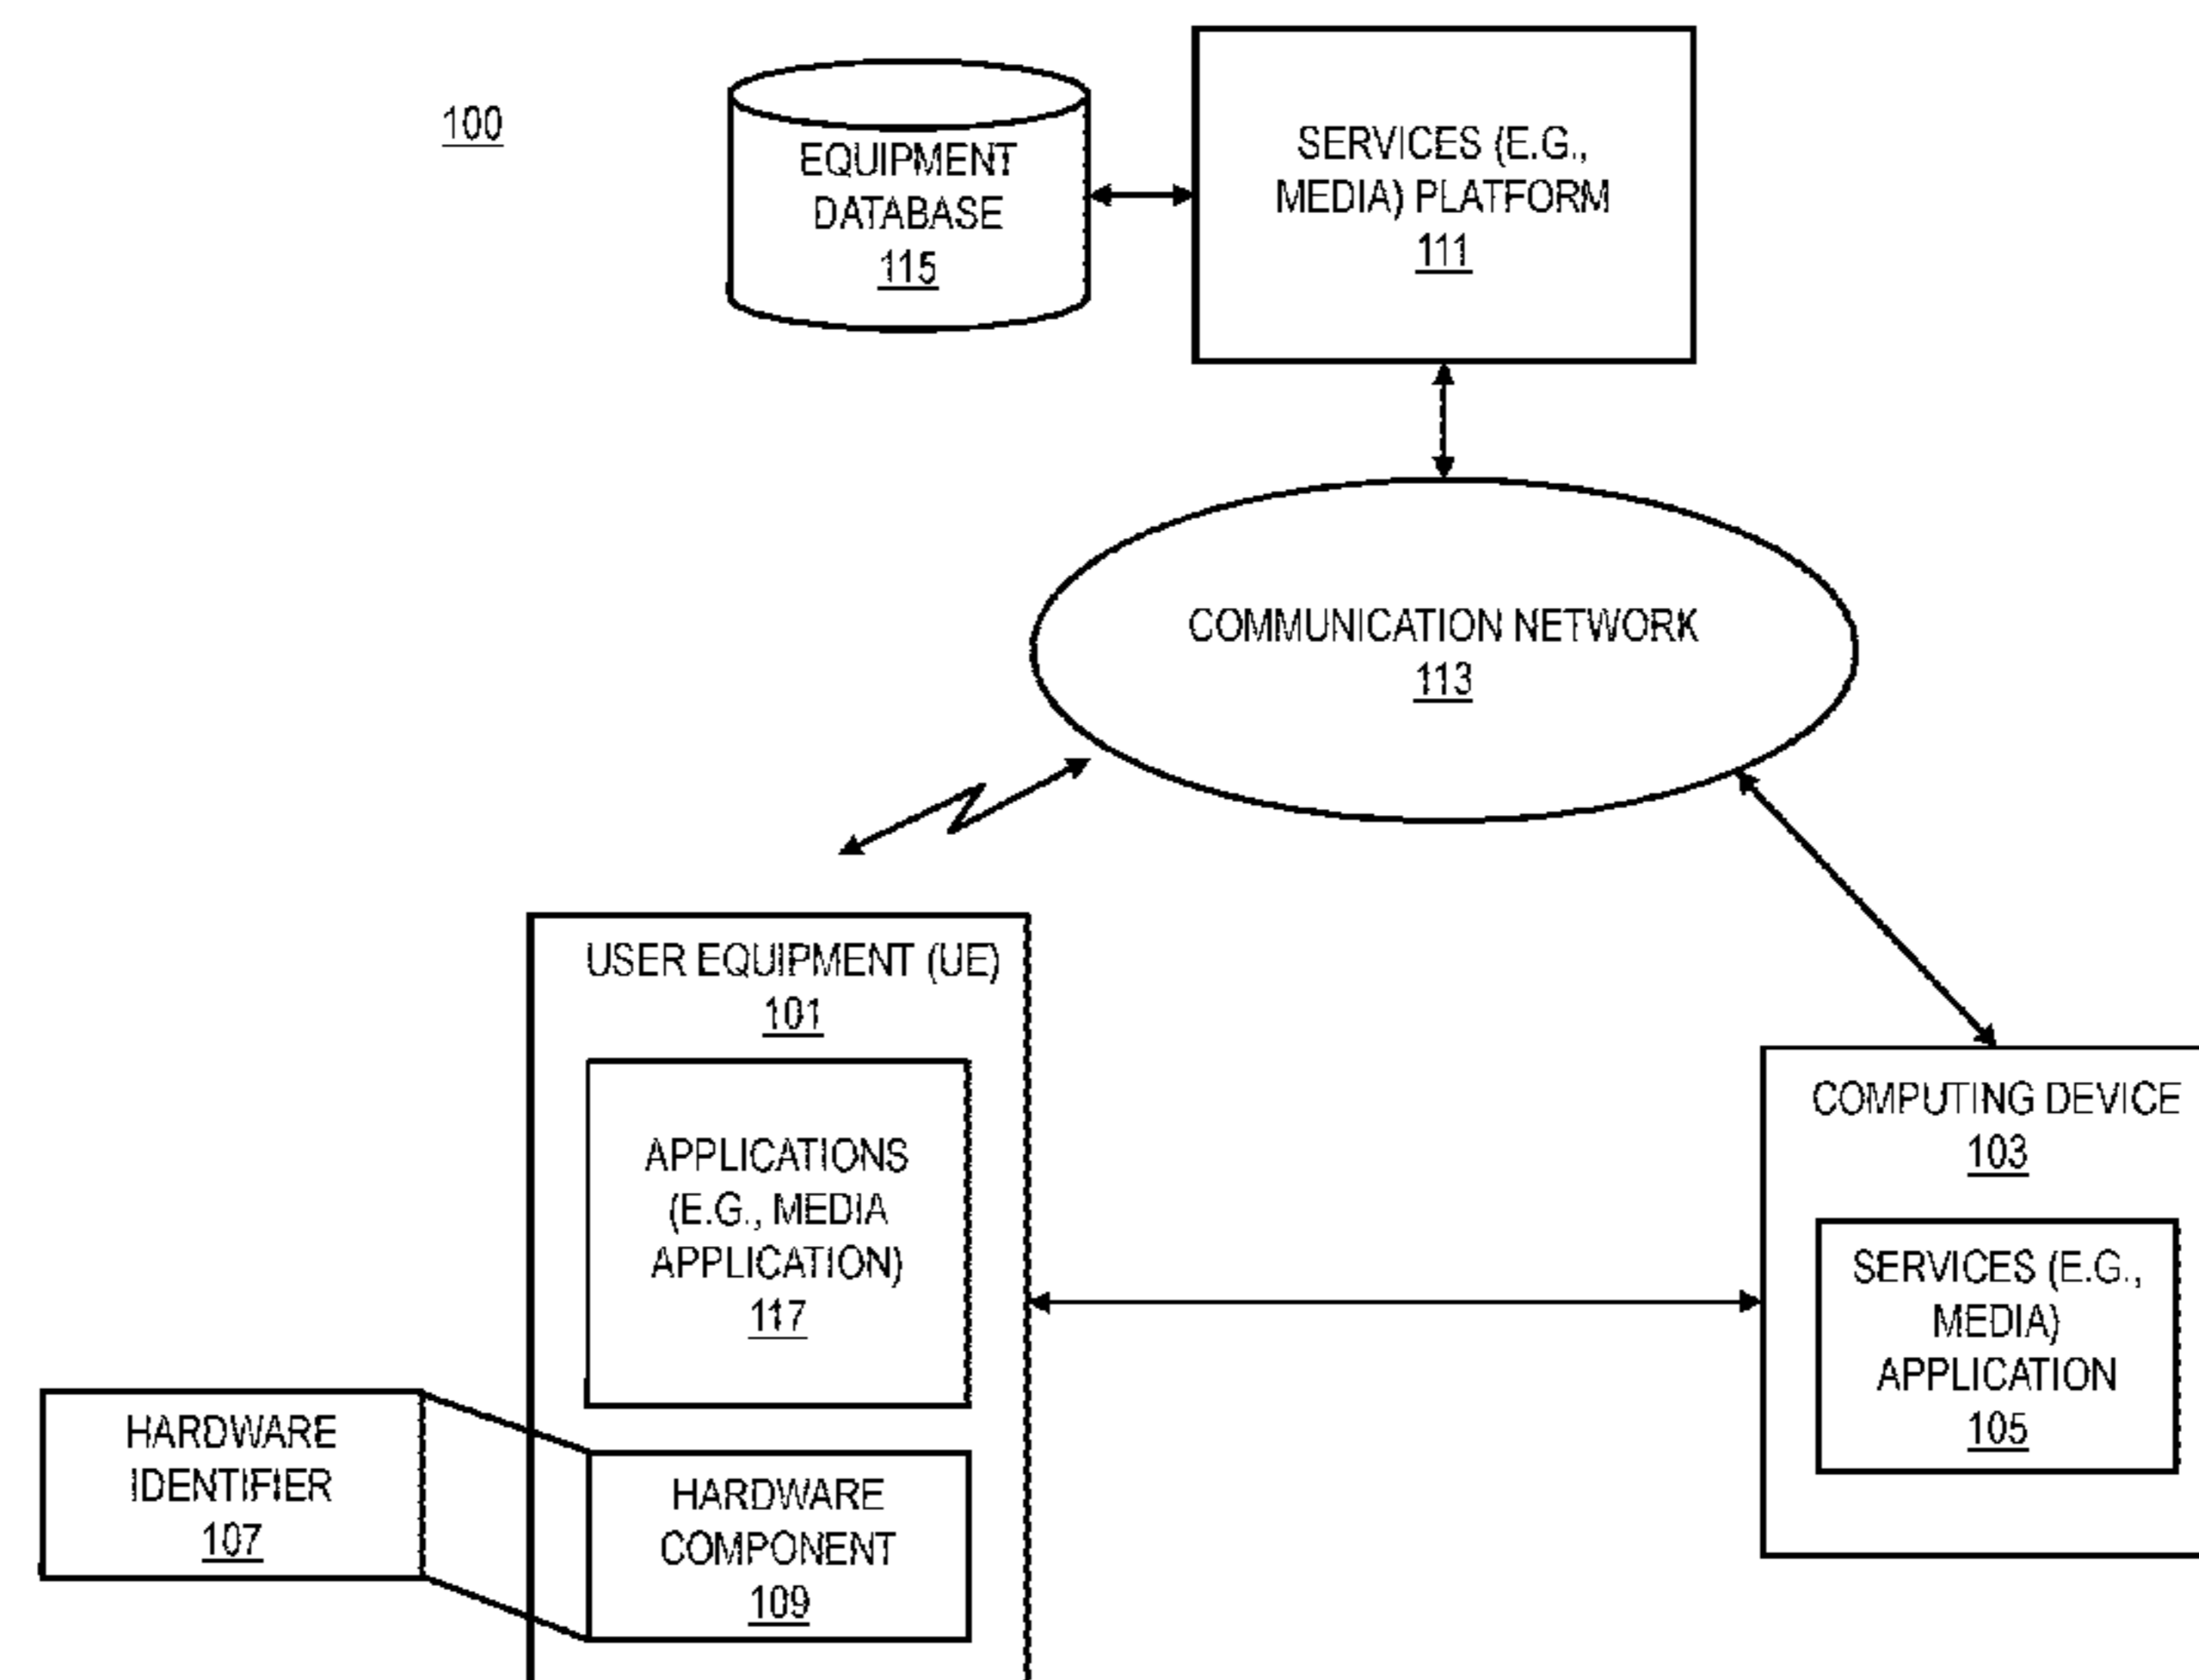 100
EQUIPMENT
DATABASE
115
SERVICES (E.G.,
MEDIA) PLATFORM
111
COMMUNICATION NETWORK
113
USER EQUIPMENT (UE)
101
APPLICATIONS
(E.G., MEDIA
APPLICATION)
117
HARDWARE
IDENTIFIER
107
HARDWARE
COMPONENT
109
COMPUTING DEVICE
103
SERVICES (E.G.,
MEDIA)
APPLICATION
105